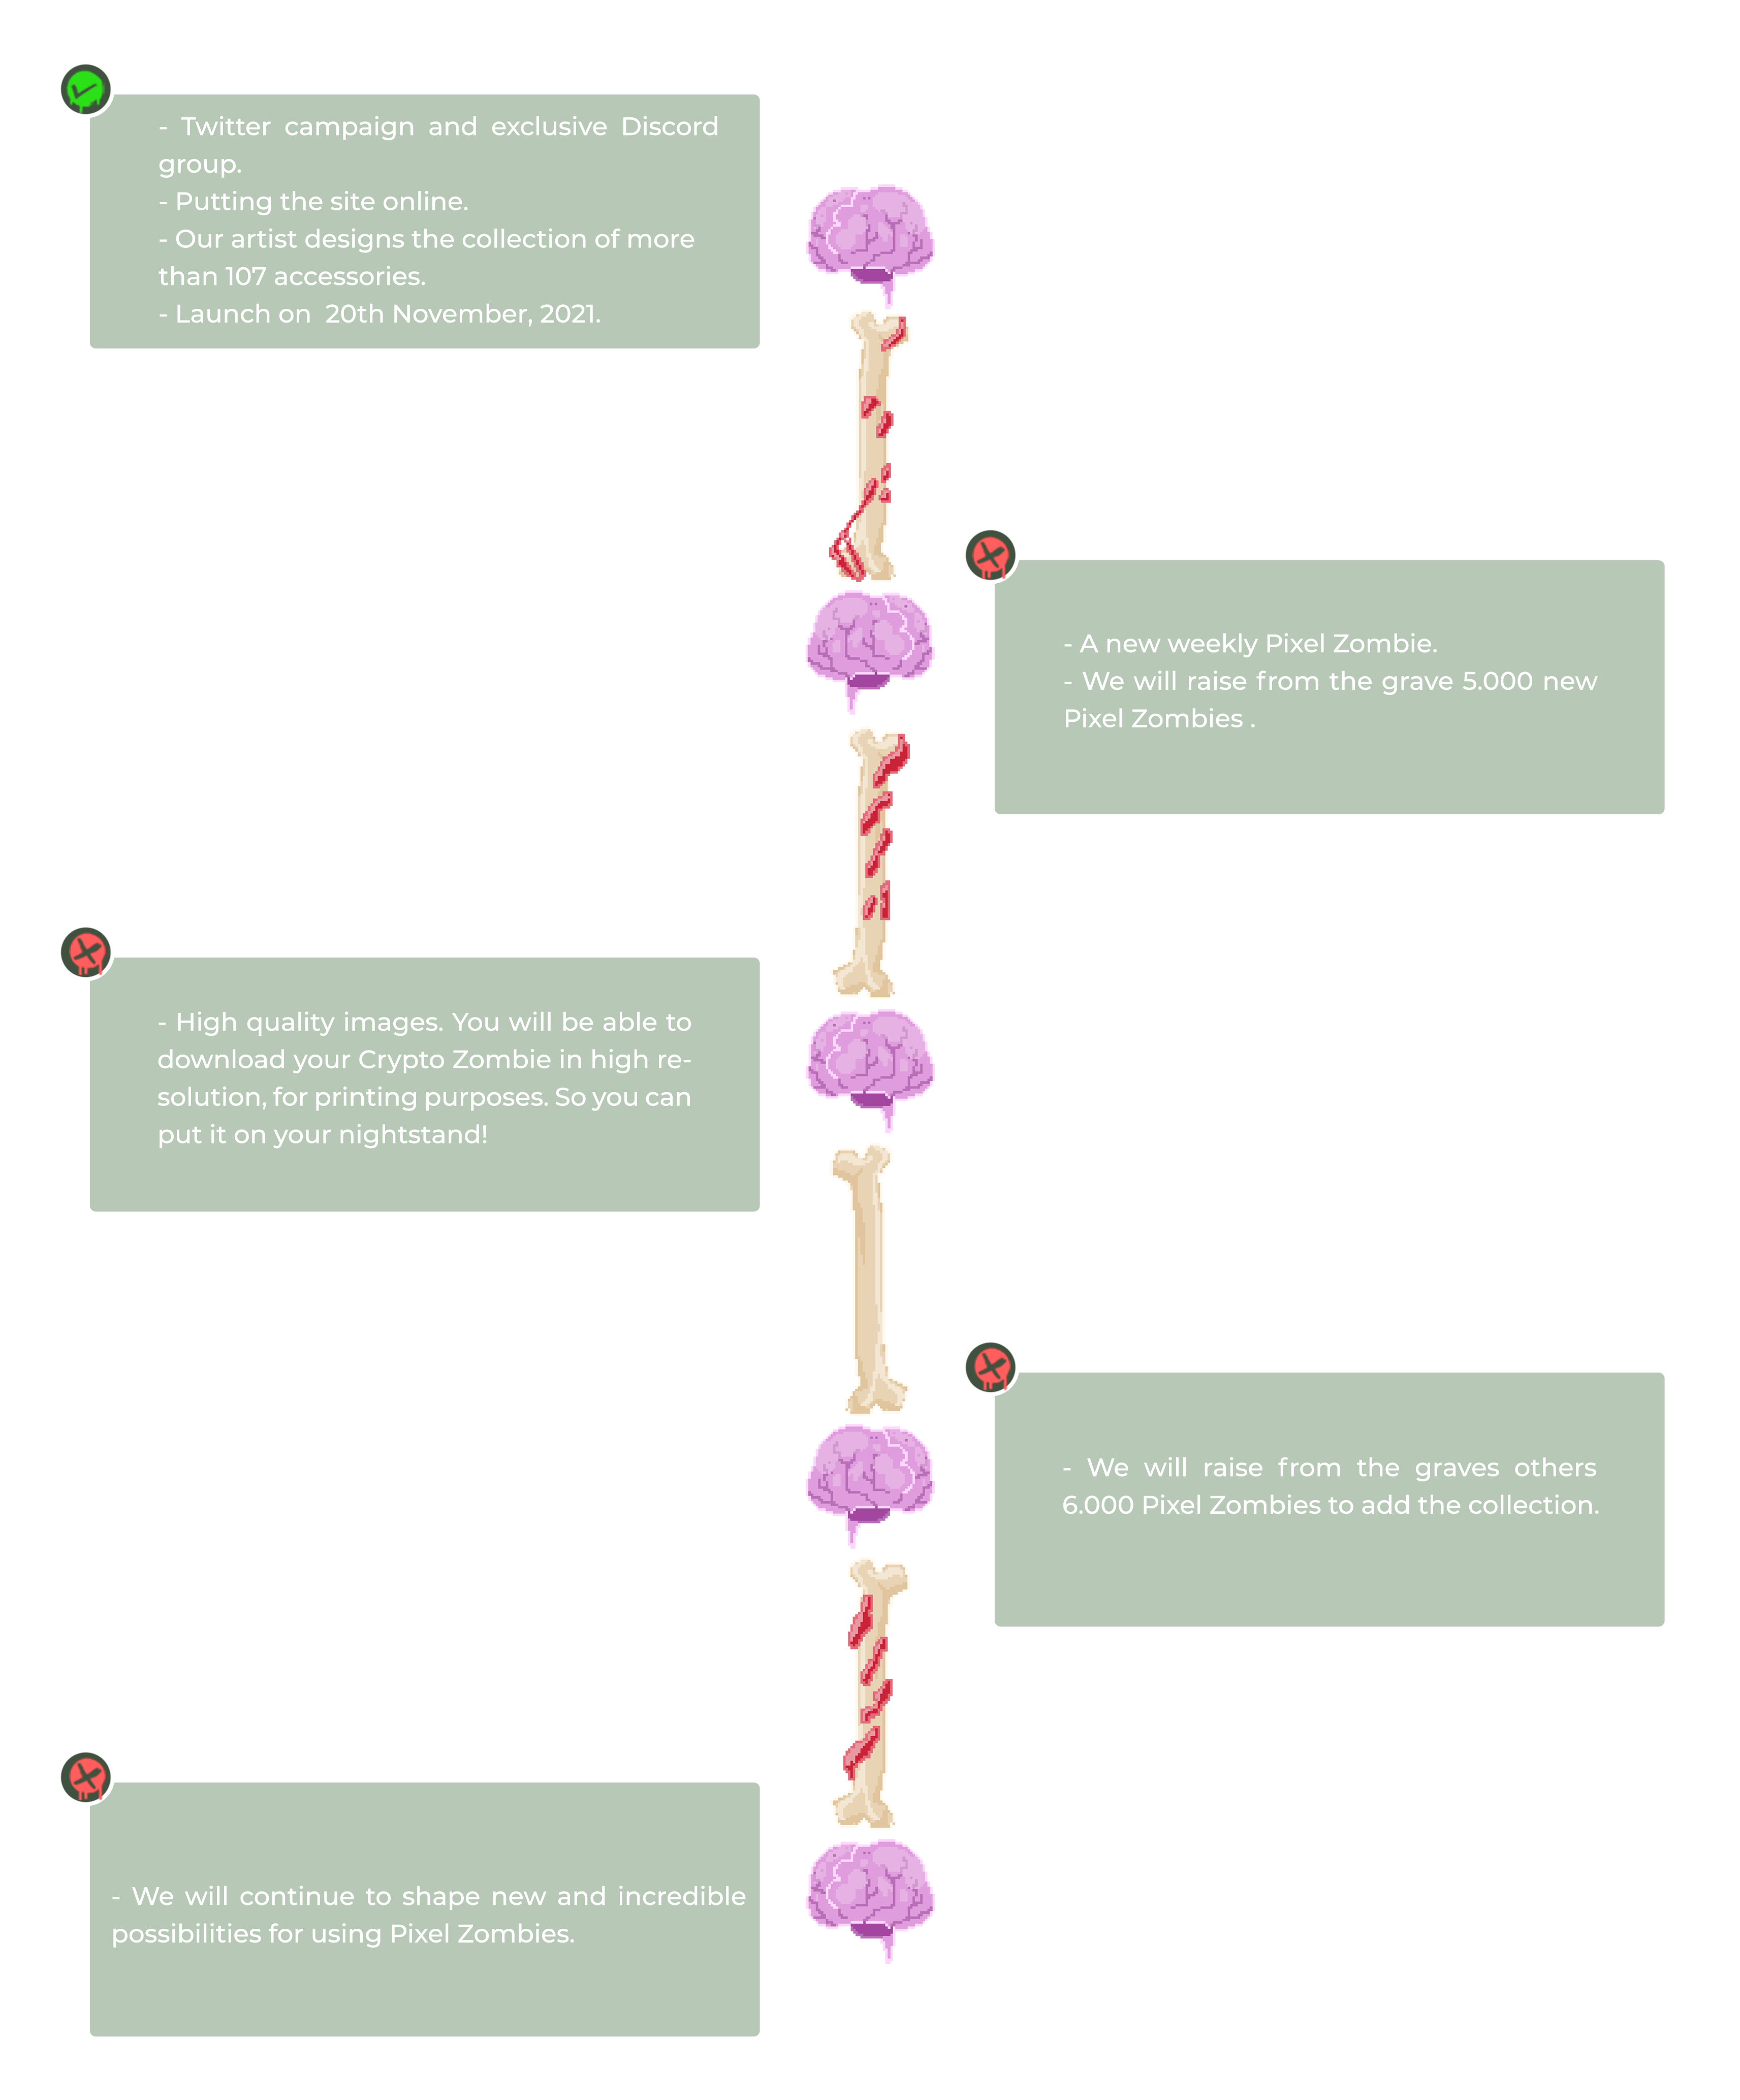 - Twitter campaign and exclusive Discord
group.
- Putting the site online.
- Our artist designs the collection of more
than 107 accessories.
- Launch on  20th November, 2021.
- A new weekly Pixel Zombie.
- We will raise from the grave 5.000 new
Pixel Zombies .
- High quality images. You will be able to
download your Crypto Zombie in high re-
solution, for printing purposes. So you can
put it on your nightstand!
- We will raise from the graves others
6.000 Pixel Zombies to add the collection.
- We will continue to shape new and incredible
possibilities for using Pixel Zombies.